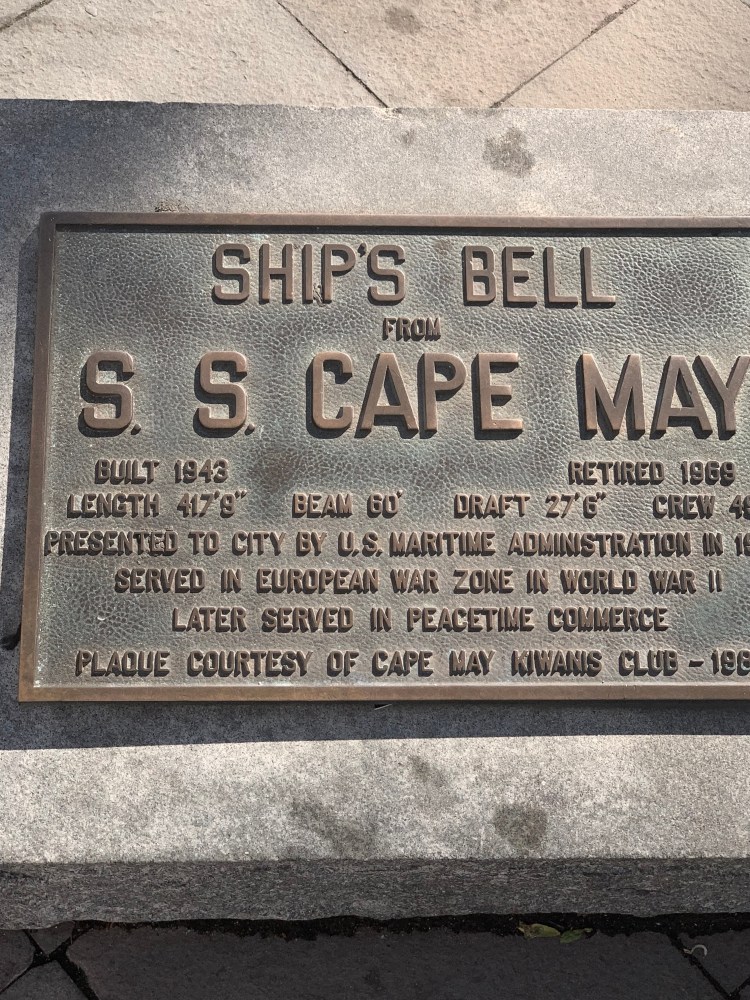 SHIP'S BELL
FROM
S. S. CAPE MAY
BUILT 1943 RETIRED 1969
LENGTH 417'9" BEAM 60' DRAFT 27'6" CREW
PRESENTED TO CITY BY U.S. MARITIME ADMINISTRATION IN
SERVED IN EUROPEAN WAR ZONE IN WORLD WAR II
LATER SERVED IN PEACETIME COMMERCE
PLAQUE COURTESY OF CAPE MAY KIWANIS CLUB -